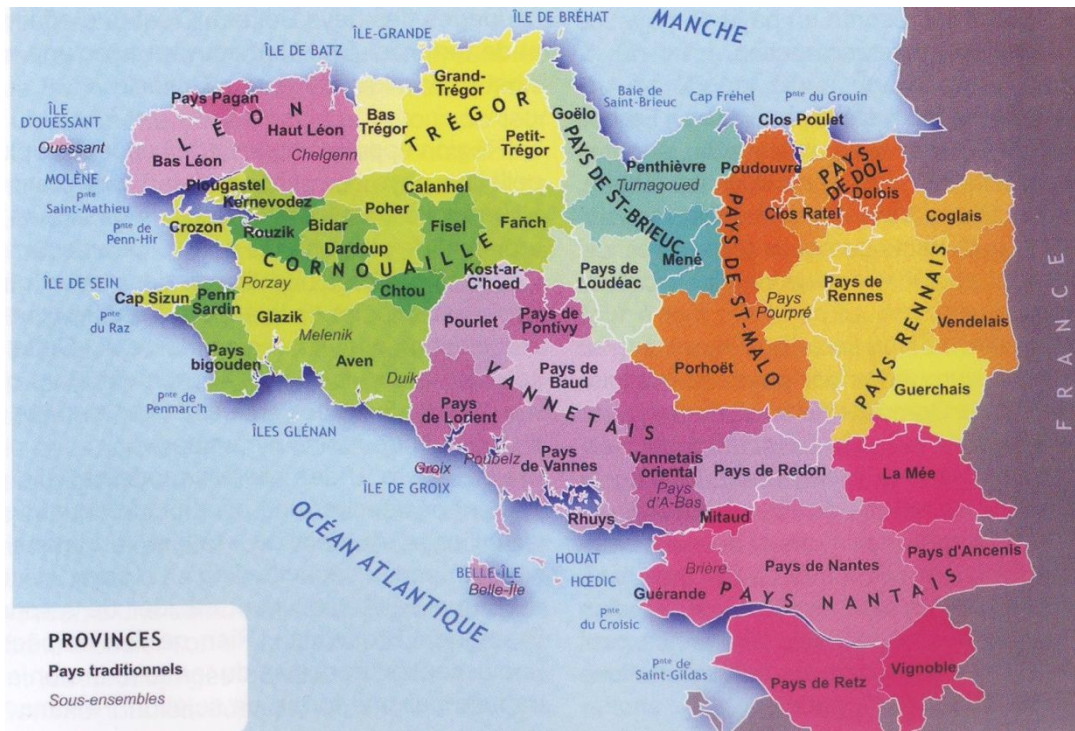 ÎLE DE BRÉHAT
MANCHE
ÎLE-GRANDE
ÎLE DE BATZ
Grand-
Trégor
Baie de
Saint-Brieuc
Cap Fréhel
Pnte du Grouin
ÎLE
D'OUESSANT
Ouessant
Pays Pagan
LÉON
Haut Léon
Chelgenn
Bas Léon
Bas
Trégor
TRÉGOR
Petit-
Trégor
Goëlo
PAYS DE ST-BRIEUC
Penthièvre
Turnagoued
Clos Poulet
Poudouvre
PAYS
DE DOL
Dolois
Clos Ratel
Coglais
MOLÈNE
Pnte
Saint-Mathieu
Plougastel
Kernevodez
Calanhel
Poher
Fisel
Fañch
Crozon
Rouzik
Bidar
Dardoup
CORNOUAILLE
Pnte de
Penn-Hir
Mené
PAYS DE ST-MALO
Pays de
Loudéac
Kost-ar-
C'hoed
Chtou
Porzay
ÎLE DE SEIN
Cap Sizun
Pnte
du Raz
Penn
Sardin
Glazik
Melenik
Pourlet
Pays de
Pontivy
Pays
Pourpré
Pays de
Rennes
PAYS RENNAIS
Vendelais
FRANCE
Pays
bigouden
Aven
Duik
Pays de
Baud
VANNETAIS
Porhoët
Guerchais
Pnte de
Penmarc'h
ÎLES GLÉNAN
Pays
de Lorient
Groix
ÎLE DE GROIX
Poubelz
Pays
de Vannes
Vannetais
oriental
Pays
d'A-Bas
Pays de Redon
La Mée
Mitaud
Rhuys
OCÉAN ATLANTIQUE
HOUAT
HŒDIC
BELLE-ÎLE
Belle-Île
Brière
Guérande
Pays de Nantes
Pays d'Ancenis
PAYS NANTAIS
Pnte
du Croisic
Pnte de
Saint-Gildas
Pays de Retz
Vignoble
PROVINCES
Pays traditionnels
Sous-ensembles